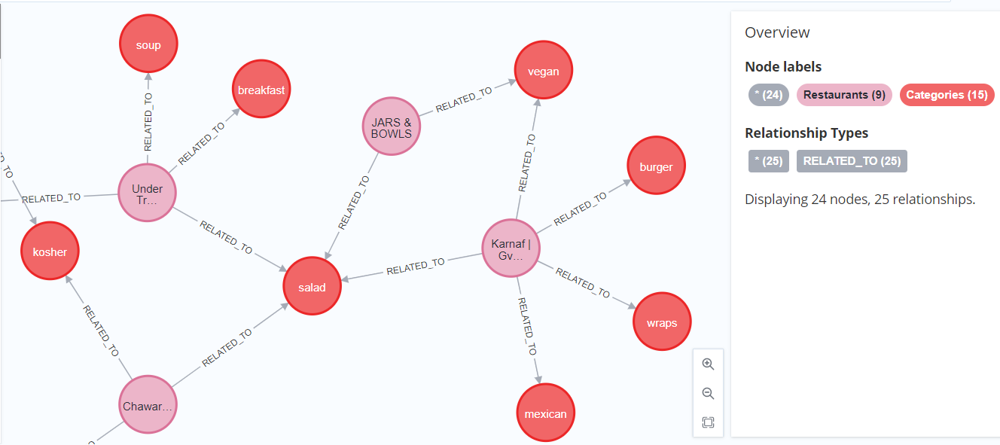 soup
breakfast
vegan
RELATED_TO
JARS &
BOWLS
RELATED_TO
RELATED_TO
RELATED_TO
burger
Under
Tr...
RELATED_TO
RELATED_TO
RELATED_TO
RELATED_TO
RELATED_TO
kosher
Karnaf |
Gv...
RELATED_TO
salad
RELATED_TO
RELATED_TO
RELATED_TO
RELATED_TO
wraps
Chawar...
mexican
Overview
Node labels
* (24) Restaurants (9) Categories (15)
Relationship Types
* (25) RELATED_TO (25)
Displaying 24 nodes, 25 relationships.